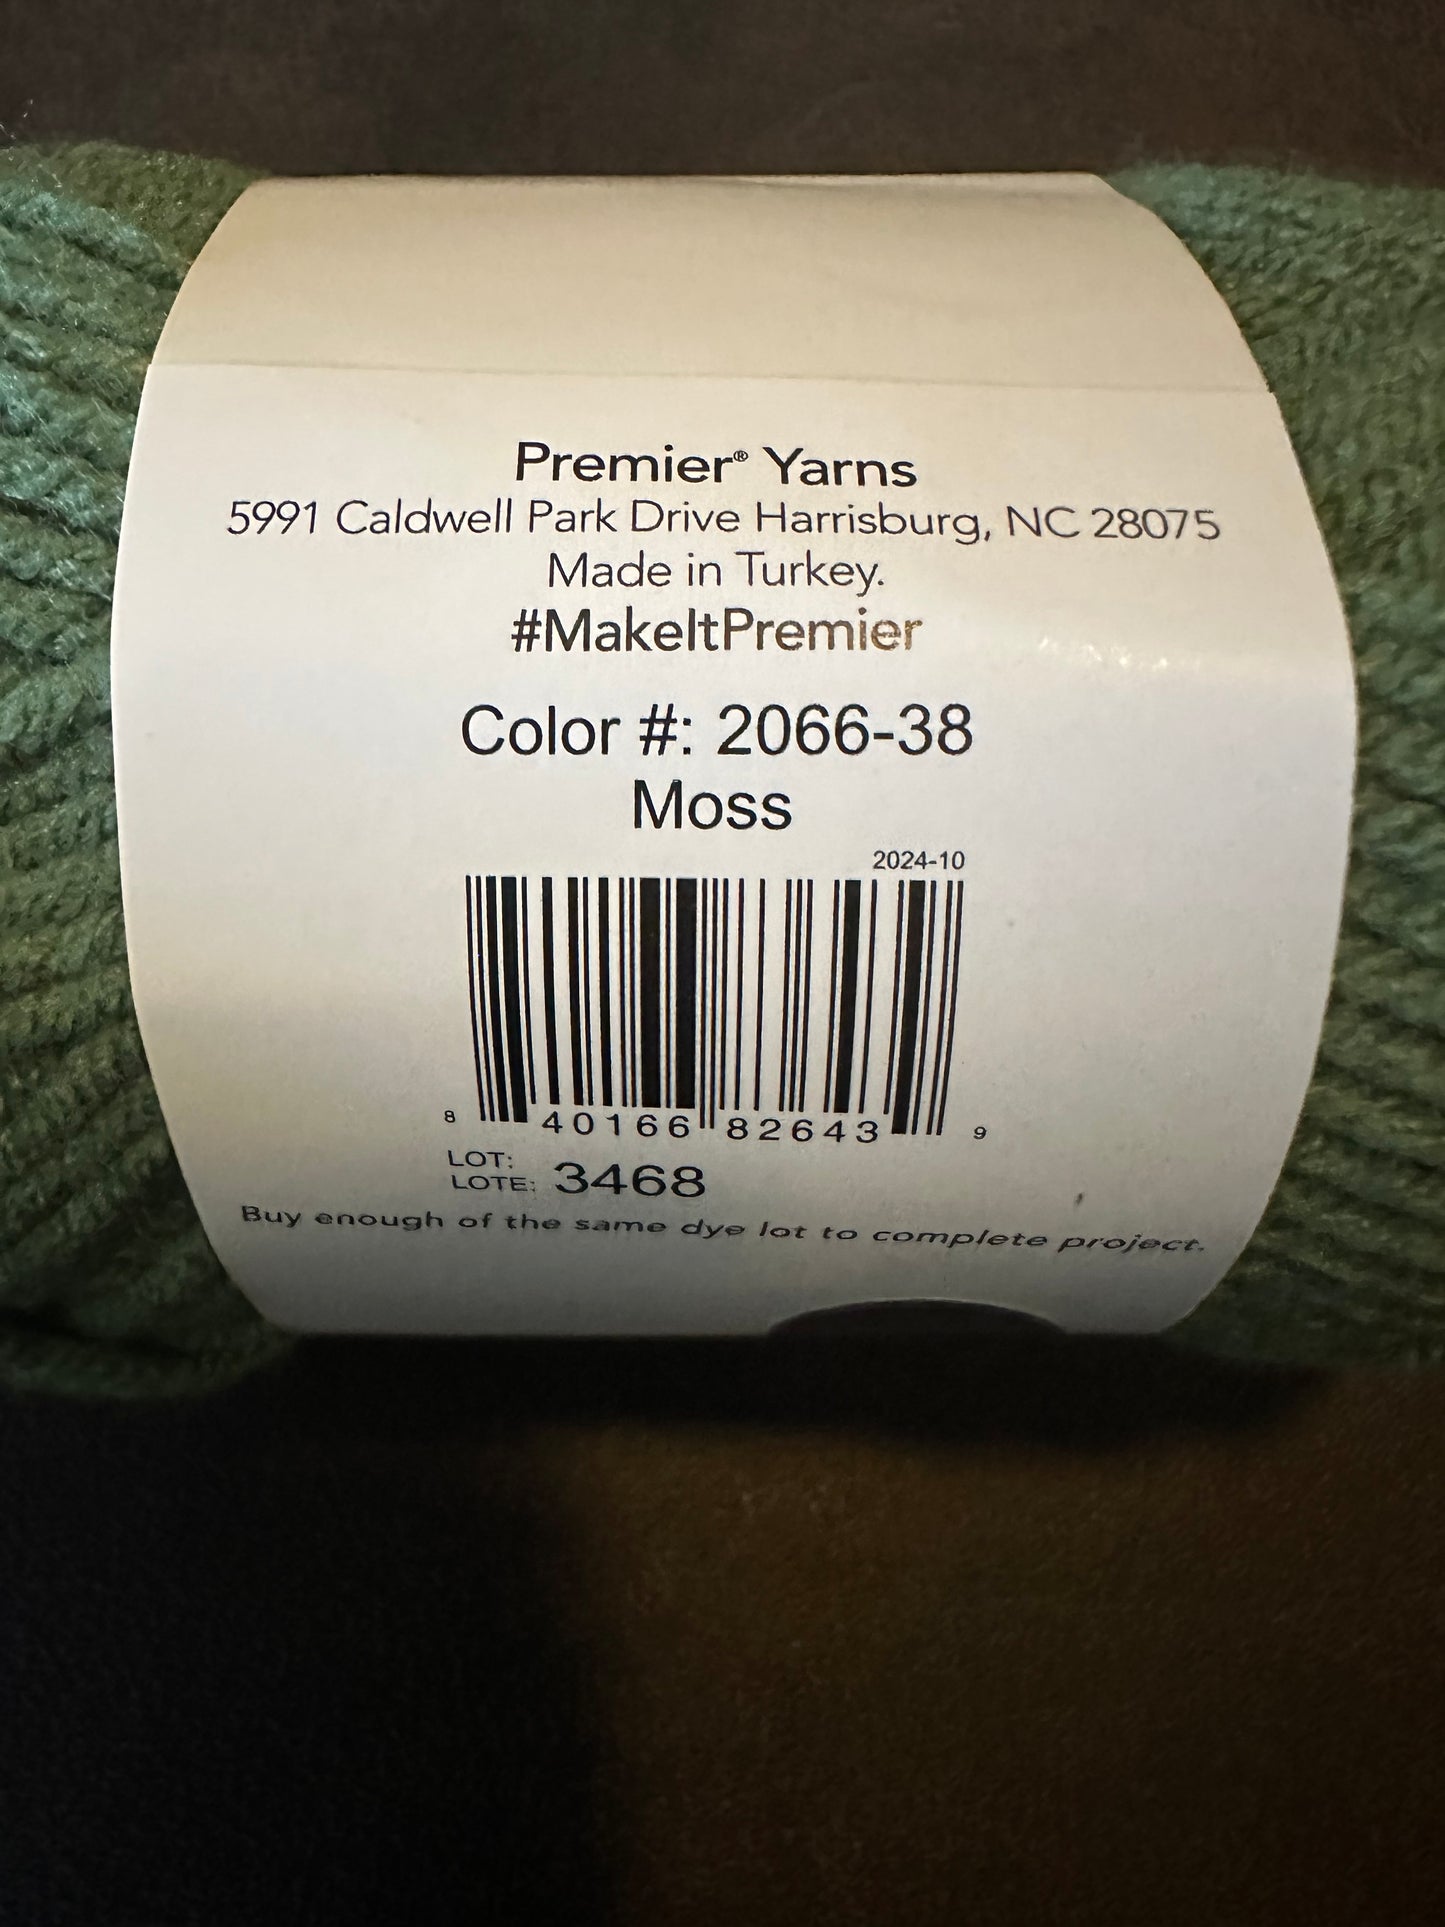 Premier® Yarns
5991 Caldwell Park Drive Harrisburg, NC 28075
Made in Turkey.
#MakeItPremier
Color #: 2066-38
Moss
2024-10
8 40166 82643 9
LOT:
LOTE: 3468
Buy enough of the same dye lot to complete project.